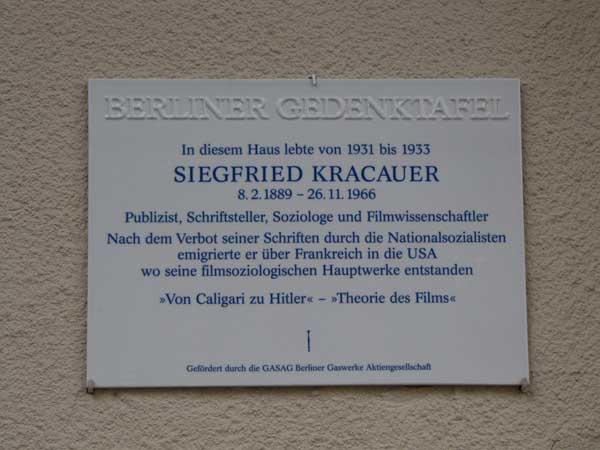 BERLINER GEDENKTAFEL
In diesem Haus lebte von 1931 bis 1933
SIEGFRIED KRACAUER
8.2.1889 – 26.11.1966
Publizist, Schriftsteller, Soziologe und Filmwissenschaftler
Nach dem Verbot seiner Schriften durch die Nationalsozialisten
emigrierte er über Frankreich in die USA
wo seine filmsoziologischen Hauptwerke entstanden
»Von Caligari zu Hitler« – »Theorie des Films«
Gefördert durch die GASAG Berliner Gaswerke Aktiengesellschaft